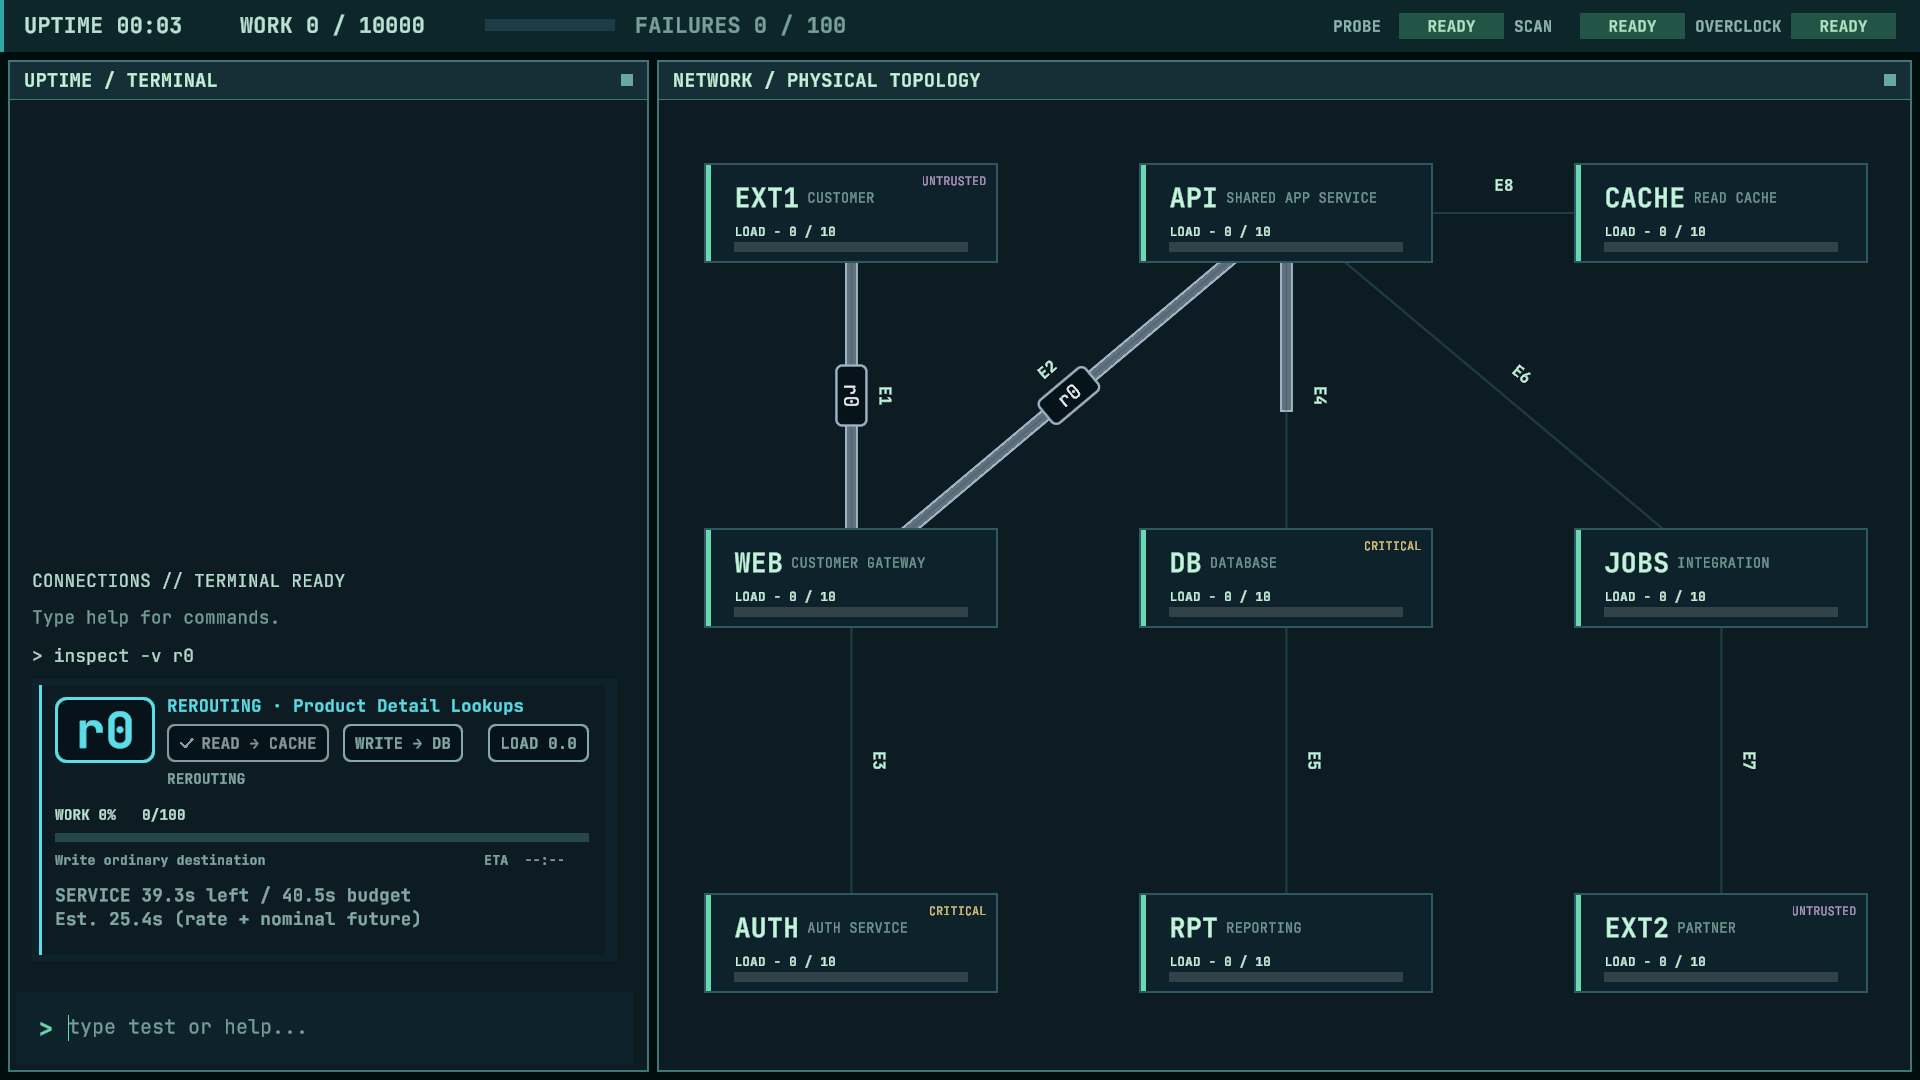 UPTIME 00:03 WORK 0 / 10000 FAILURES 0 / 100 PROBE READY SCAN READY OVERCLOCK READY
UPTIME / TERMINAL
CONNECTIONS // TERMINAL READY
Type help for commands.
> inspect -v r0
r0
REROUTING · Product Detail Lookups
✓ READ → CACHE WRITE → DB LOAD 0.0
REROUTING
WORK 0% 0/100
Write ordinary destination ETA --:--
SERVICE 39.3s left / 40.5s budget
Est. 25.4s (rate + nominal future)
> type test or help...
NETWORK / PHYSICAL TOPOLOGY
EXT1 CUSTOMER UNTRUSTED
LOAD - 0 / 10
API SHARED APP SERVICE
LOAD - 0 / 10
E8
CACHE READ CACHE
LOAD - 0 / 10
r0
E1
E2
r0
E4
E6
WEB CUSTOMER GATEWAY
LOAD - 0 / 10
DB DATABASE CRITICAL
LOAD - 0 / 10
JOBS INTEGRATION
LOAD - 0 / 10
E3
E5
E7
AUTH AUTH SERVICE CRITICAL
LOAD - 0 / 10
RPT REPORTING
LOAD - 0 / 10
EXT2 PARTNER UNTRUSTED
LOAD - 0 / 10